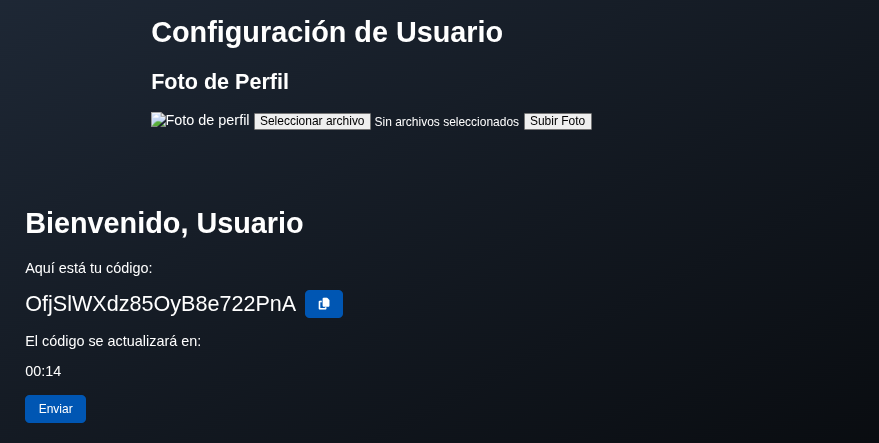 Configuración de Usuario
Foto de Perfil
Foto de perfil Seleccionar archivo Sin archivos seleccionados Subir Foto
Bienvenido, Usuario
Aquí está tu código:
OfjSlWXdz85OyB8e722PnA
El código se actualizará en:
00:14
Enviar